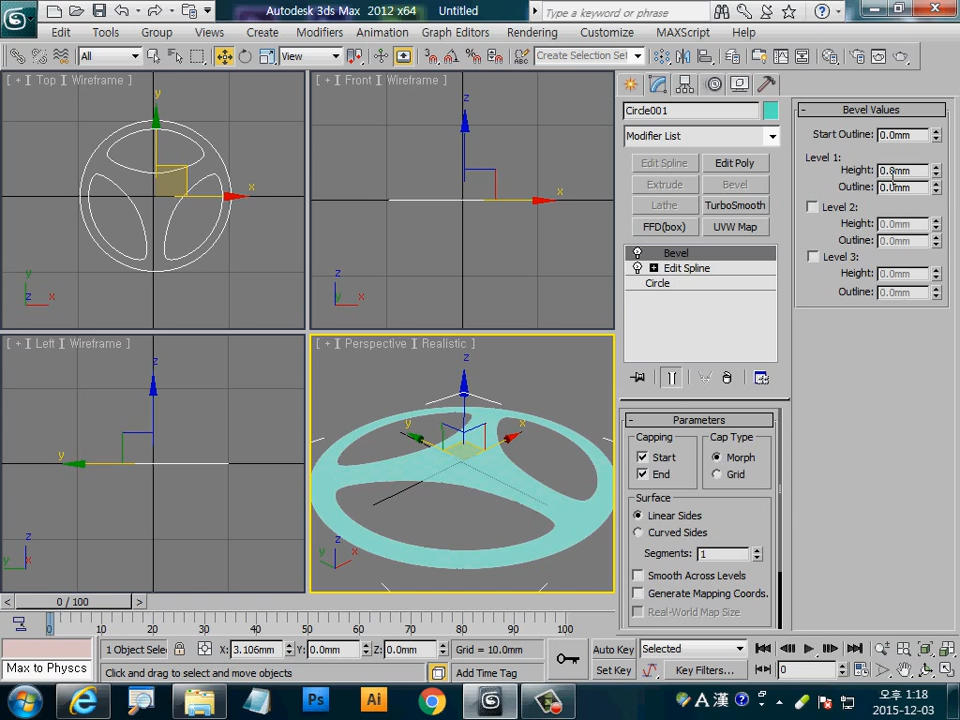 Autodesk 3ds Max 2012 x64 Untitled
Type a keyword or phrase
Edit Tools Group Views Create Modifiers Animation Graph Editors Rendering Customize MAXScript Help
All View Create Selection Set
[ + ][ Top ][ Wireframe ]
[ + ][ Front ][ Wireframe ]
y
x
z
x
y
z x
z
y x
[ + ][ Left ][ Wireframe ]
[ + ][ Perspective ][ Realistic ]
z
y
z
y x
z
y x
z
y x
Circle001
Modifier List
Edit Spline Edit Poly
Extrude Bevel
Lathe TurboSmooth
FFD(box) UVW Map
Bevel
Edit Spline
Circle
Parameters
Capping Cap Type
Start Morph
End Grid
Surface
Linear Sides
Curved Sides
Segments: 1
Smooth Across Levels
Generate Mapping Coords.
Real-World Map Size
Bevel Values
Start Outline: 0.0mm
Level 1:
Height: 0.8mm
Outline: 0.0mm
Level 2:
Height: 0.0mm
Outline: 0.0mm
Level 3:
Height: 0.0mm
Outline: 0.0mm
< 0 / 100 >
0 10 20 30 40 50 60 70 80 90 100
1 Object Selec X: 3.106mm Y: 0.0mm Z: 0.0mm Grid = 10.0mm Auto Key Selected
Max to Physcs Click and drag to select and move objects Add Time Tag Set Key Key Filters... 0
Ps Ai A 漢 오후 1:18
2015-12-03